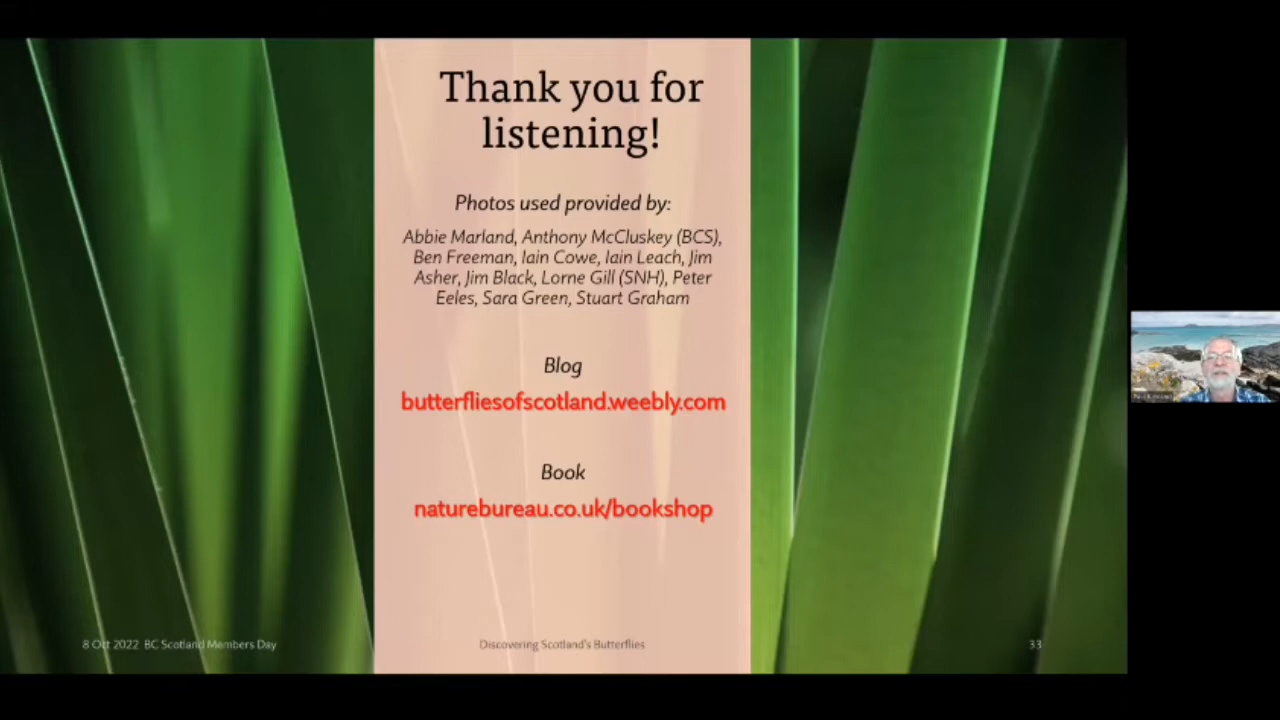 Thank you for
listening!
Photos used provided by:
Abbie Marland, Anthony McCluskey (BCS),
Ben Freeman, Iain Cowe, Iain Leach, Jim
Asher, Jim Black, Lorne Gill (SNH), Peter
Eeles, Sara Green, Stuart Graham
Blog
butterfliesofscotland.weebly.com
Book
naturebureau.co.uk/bookshop
8 Oct 2022 BC Scotland Members Day
Discovering Scotland's Butterflies
33